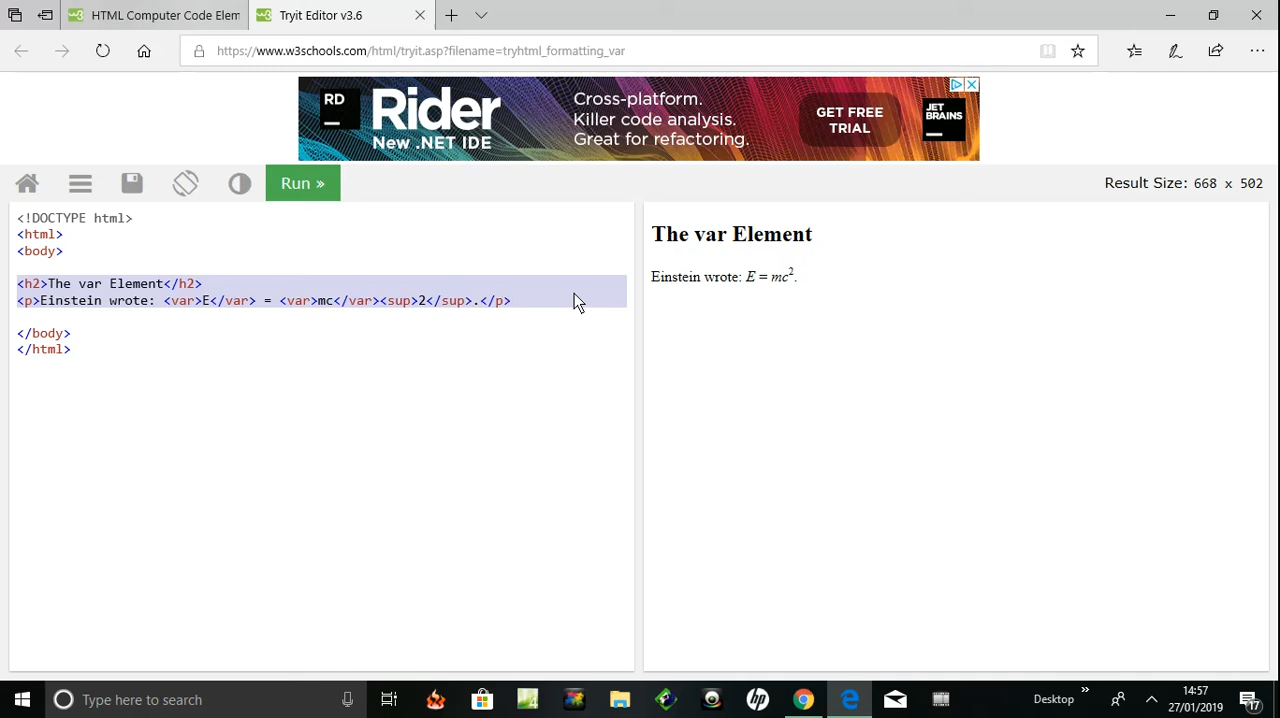 HTML Computer Code Elem
Tryit Editor v3.6
https://www.w3schools.com/html/tryit.asp?filename=tryhtml_formatting_var
RD
Rider
New .NET IDE
Cross-platform.
Killer code analysis.
Great for refactoring.
GET FREE
TRIAL
JET
BRAINS
Run »
Result Size: 668 x 502
<!DOCTYPE html>
<html>
<body>
<h2>The var Element</h2>
<p>Einstein wrote: <var>E</var> = <var>mc</var><sup>2</sup>.</p>
</body>
</html>
The var Element
Einstein wrote: E = mc².
Type here to search
4
hp
Desktop
14:57
27/01/2019
17